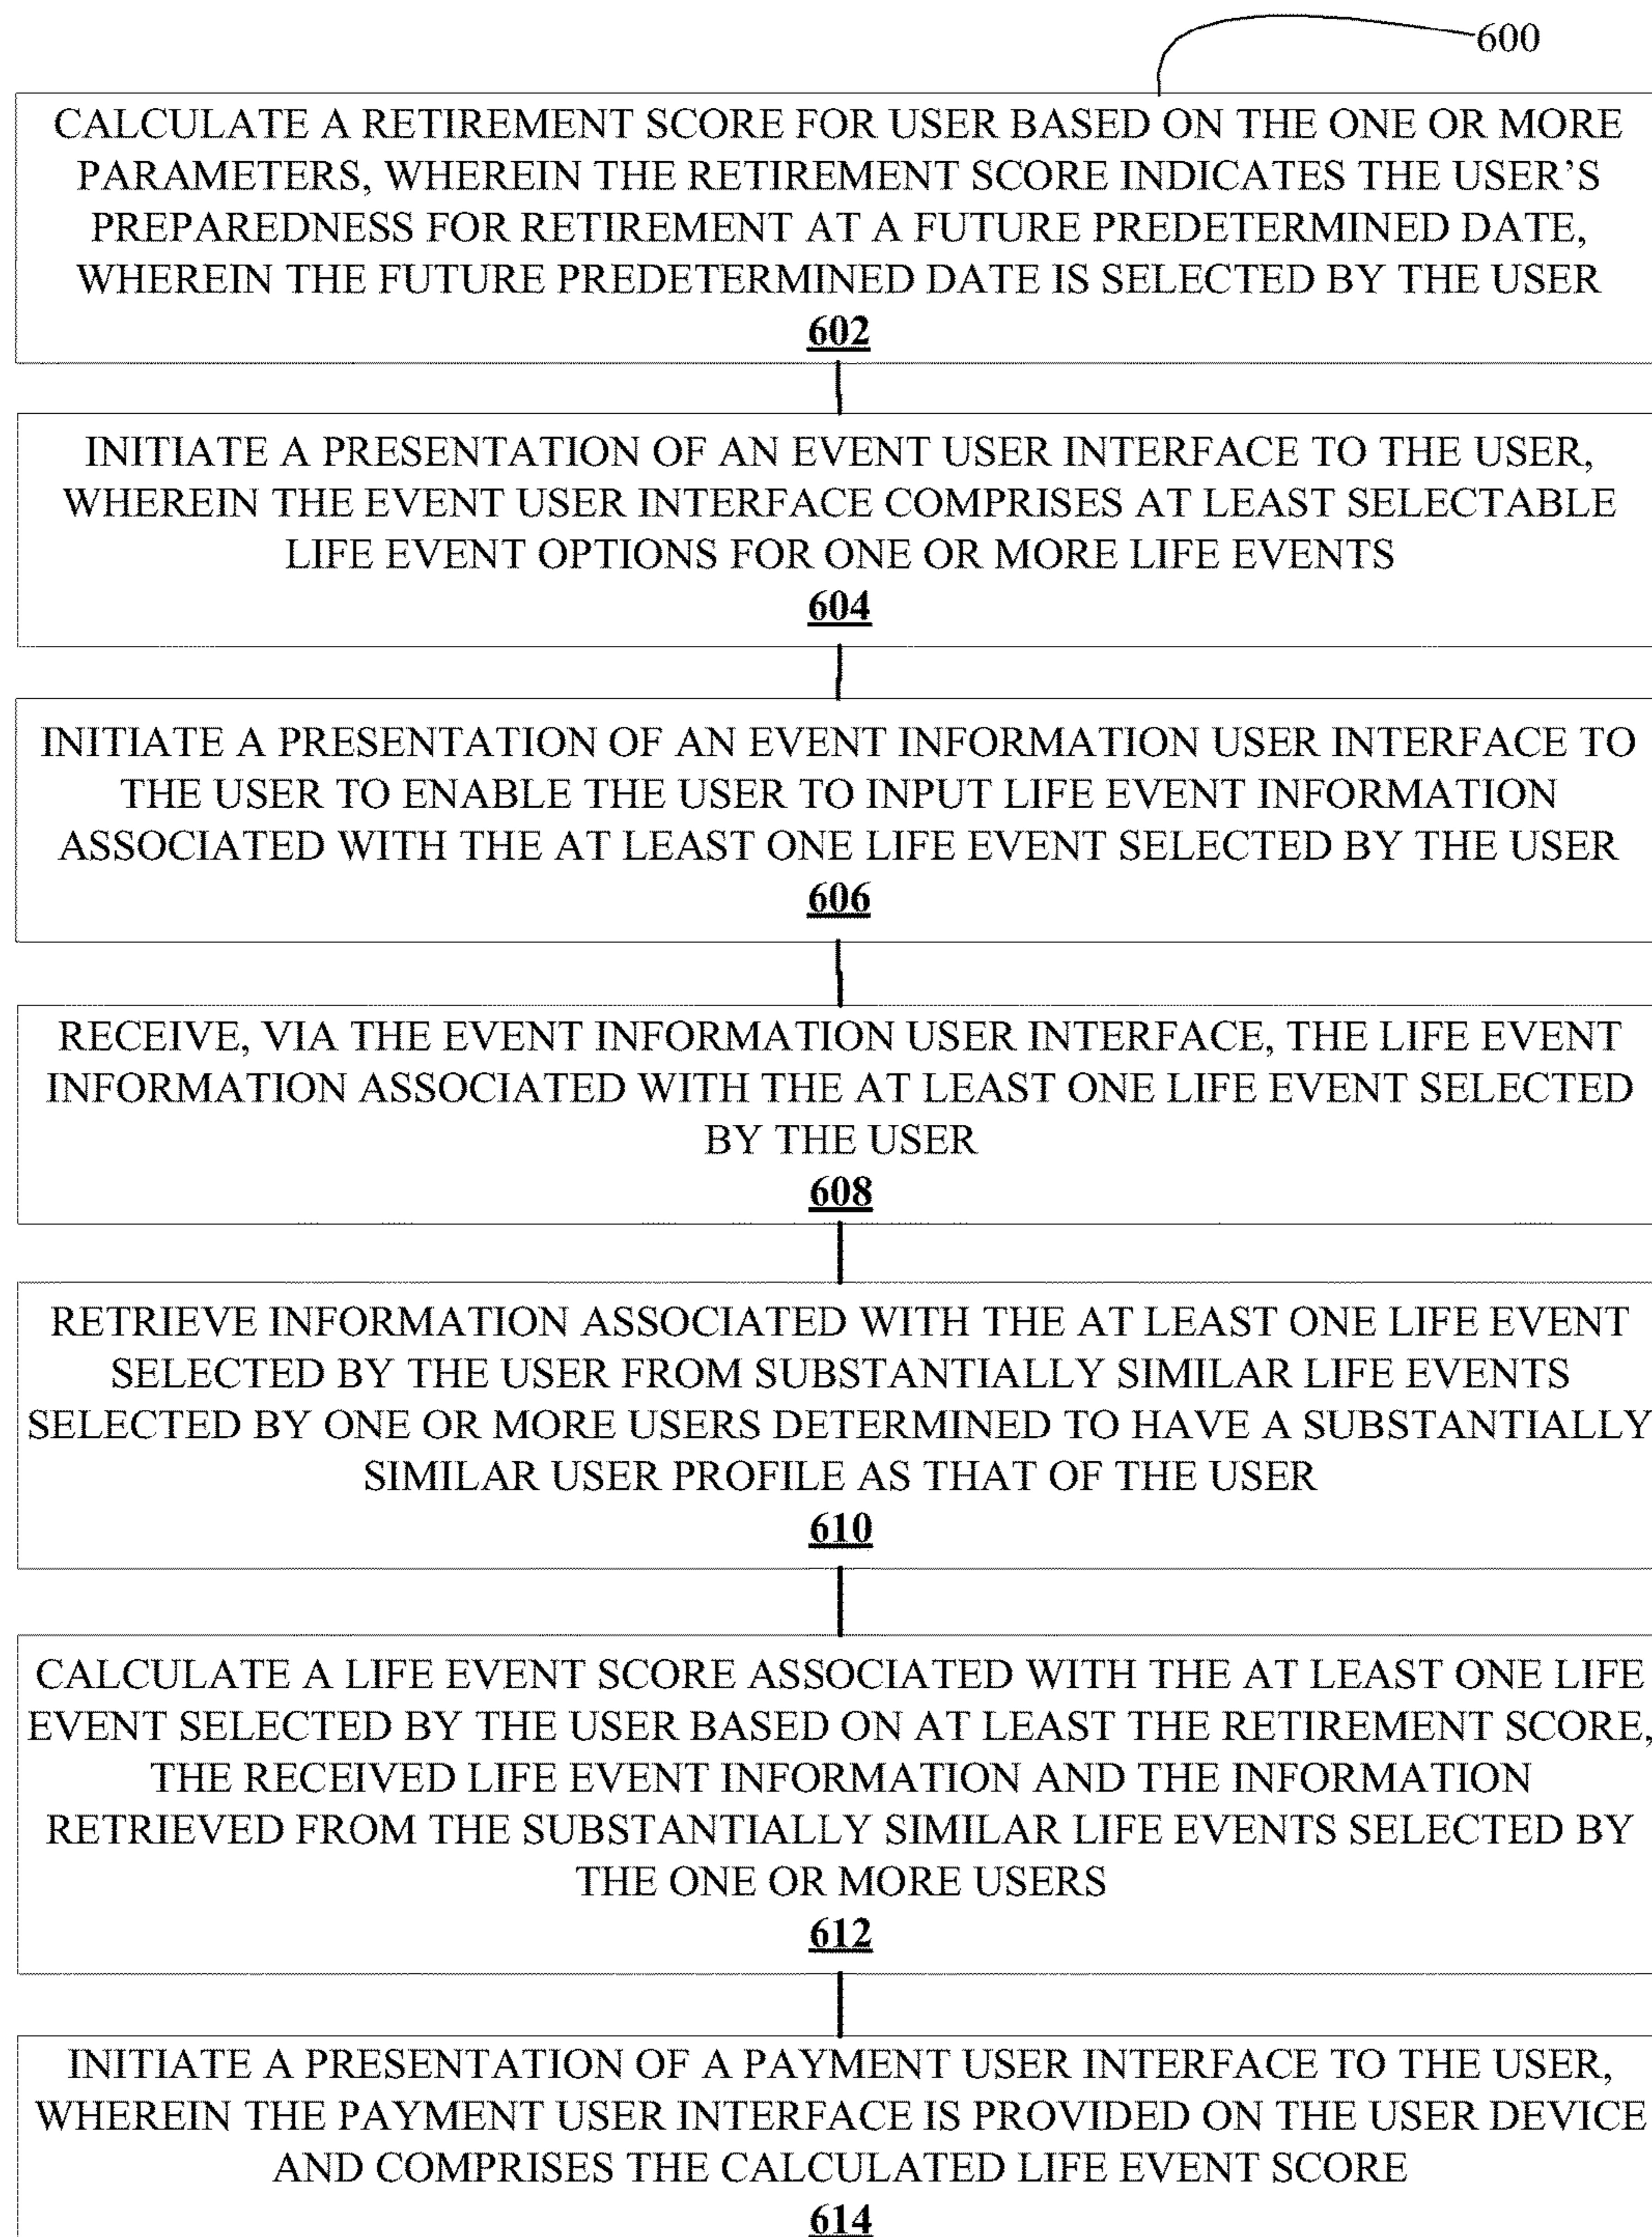 600
CALCULATE A RETIREMENT SCORE FOR USER BASED ON THE ONE OR MORE
PARAMETERS, WHEREIN THE RETIREMENT SCORE INDICATES THE USER’S
PREPAREDNESS FOR RETIREMENT AT A FUTURE PREDETERMINED DATE,
WHEREIN THE FUTURE PREDETERMINED DATE IS SELECTED BY THE USER
602
INITIATE A PRESENTATION OF AN EVENT USER INTERFACE TO THE USER,
WHEREIN THE EVENT USER INTERFACE COMPRISES AT LEAST SELECTABLE
LIFE EVENT OPTIONS FOR ONE OR MORE LIFE EVENTS
604
INITIATE A PRESENTATION OF AN EVENT INFORMATION USER INTERFACE TO
THE USER TO ENABLE THE USER TO INPUT LIFE EVENT INFORMATION
ASSOCIATED WITH THE AT LEAST ONE LIFE EVENT SELECTED BY THE USER
606
RECEIVE, VIA THE EVENT INFORMATION USER INTERFACE, THE LIFE EVENT
INFORMATION ASSOCIATED WITH THE AT LEAST ONE LIFE EVENT SELECTED
BY THE USER
608
RETRIEVE INFORMATION ASSOCIATED WITH THE AT LEAST ONE LIFE EVENT
SELECTED BY THE USER FROM SUBSTANTIALLY SIMILAR LIFE EVENTS
SELECTED BY ONE OR MORE USERS DETERMINED TO HAVE A SUBSTANTIALLY
SIMILAR USER PROFILE AS THAT OF THE USER
610
CALCULATE A LIFE EVENT SCORE ASSOCIATED WITH THE AT LEAST ONE LIFE
EVENT SELECTED BY THE USER BASED ON AT LEAST THE RETIREMENT SCORE,
THE RECEIVED LIFE EVENT INFORMATION AND THE INFORMATION
RETRIEVED FROM THE SUBSTANTIALLY SIMILAR LIFE EVENTS SELECTED BY
THE ONE OR MORE USERS
612
INITIATE A PRESENTATION OF A PAYMENT USER INTERFACE TO THE USER,
WHEREIN THE PAYMENT USER INTERFACE IS PROVIDED ON THE USER DEVICE
AND COMPRISES THE CALCULATED LIFE EVENT SCORE
614